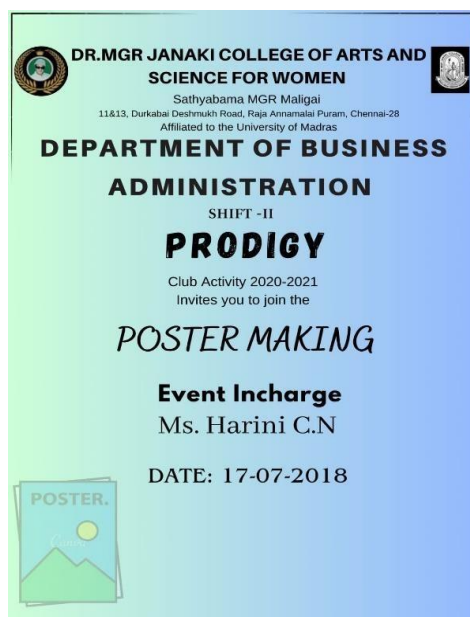 DR.MGR JANAKI COLLEGE OF ARTS AND
SCIENCE FOR WOMEN
Sathyabama MGR Maligai
11&13, Durkabai Deshmukh Road, Raja Annamalai Puram, Chennai-28
Affiliated to the University of Madras
DEPARTMENT OF BUSINESS
ADMINISTRATION
SHIFT -II
PRODIGY
Club Activity 2020-2021
Invites you to join the
POSTER MAKING
Event Incharge
Ms. Harini C.N
DATE: 17-07-2018
POSTER.
Canva